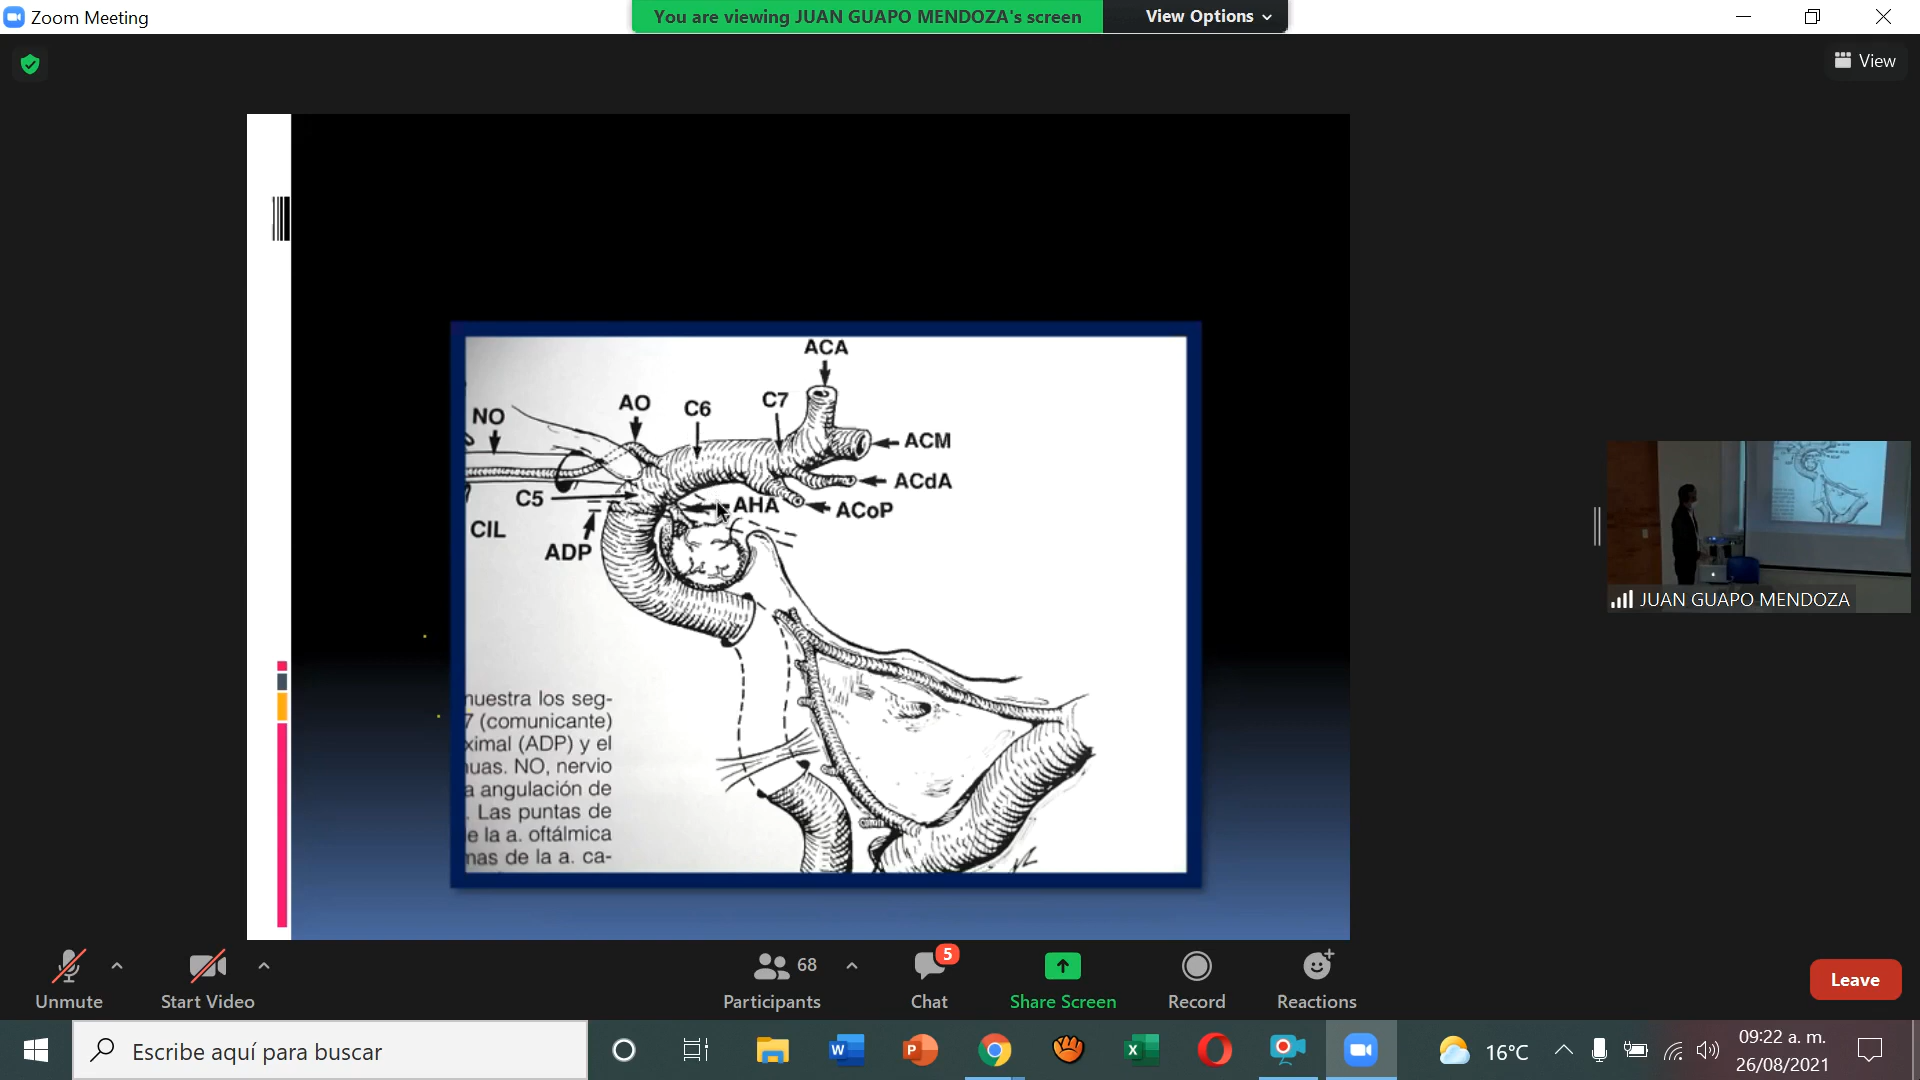 Zoom Meeting
You are viewing JUAN GUAPO MENDOZA's screen
View Options
View
ACA
AO
C6
C7
NO
ACM
ACdA
C5
AHA
ACoP
CIL
ADP
nuestra los seg-
7 (comunicante)
ximal (ADP) y el
nuas. NO, nervio
a angulación de
. Las puntas de
e la a. oftálmica
mas de la a. ca-
JUAN GUAPO MENDOZA
Unmute
Start Video
68
Participants
5
Chat
Share Screen
Record
Reactions
Leave
Escribe aquí para buscar
16°C
09:22 a. m.
26/08/2021